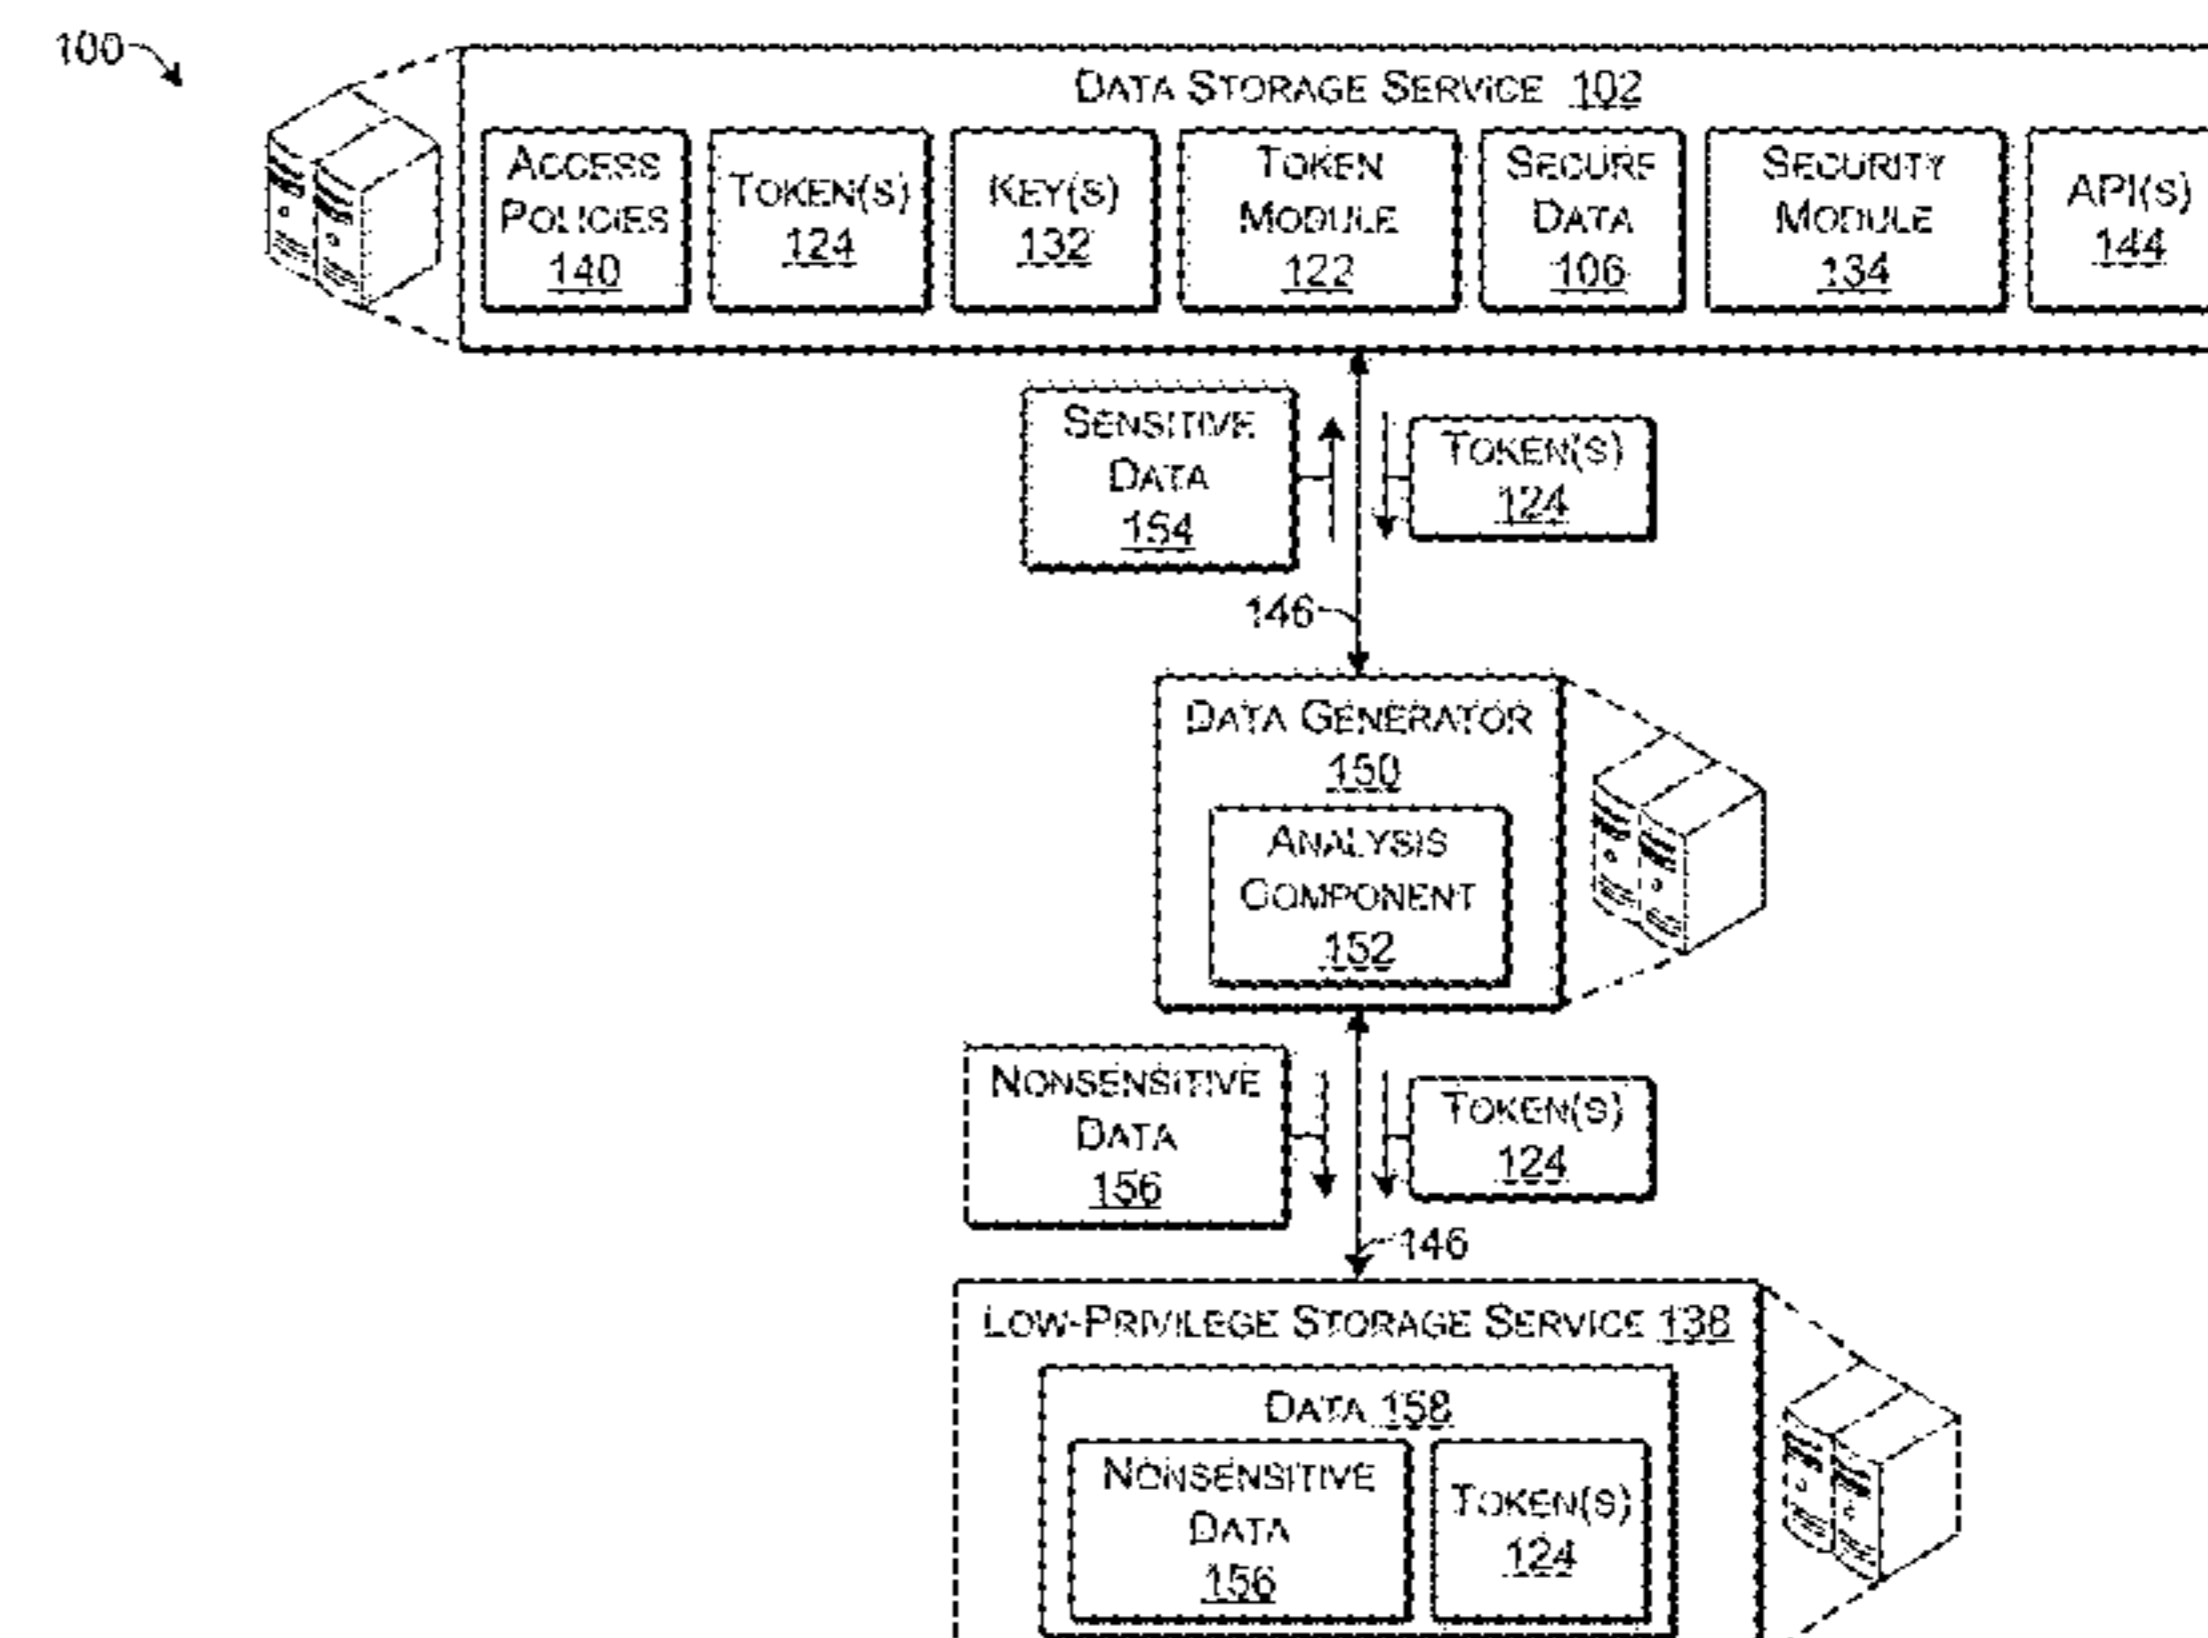 100
DATA STORAGE SERVICE 102
ACCESS
POLICIES
140
TOKEN(S)
124
KEY(S)
132
TOKEN
MODULE
122
SECURE
DATA
106
SECURITY
MODULE
134
API(S)
144
SENSITIVE
DATA
154
TOKEN(S)
124
146
DATA GENERATOR
150
ANALYSIS
COMPONENT
152
NONSENSITIVE
DATA
156
TOKEN(S)
124
146
LOW-PRIVILEGE STORAGE SERVICE 138
DATA 158
NONSENSITIVE
DATA
156
TOKEN(S)
124